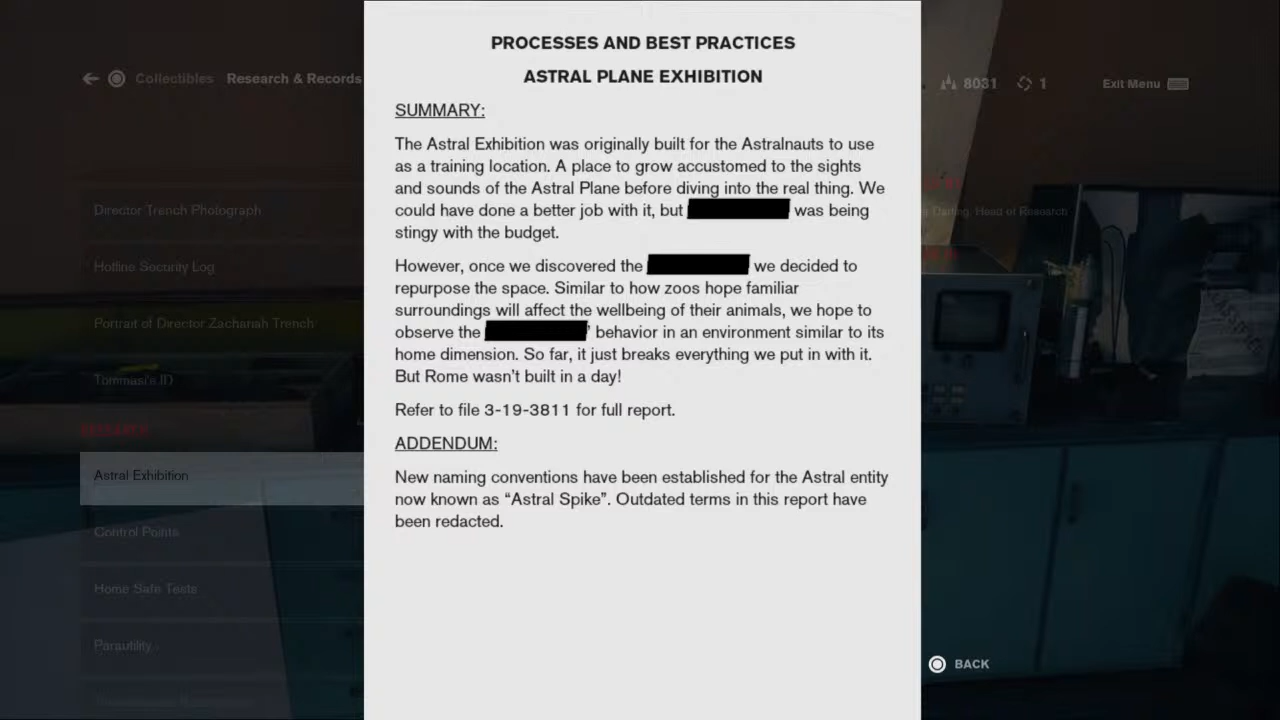 PROCESSES AND BEST PRACTICES
ASTRAL PLANE EXHIBITION
Collectibles Research & Records
8031 1 Exit Menu
SUMMARY:
The Astral Exhibition was originally built for the Astralnauts to use
as a training location. A place to grow accustomed to the sights
and sounds of the Astral Plane before diving into the real thing. We
could have done a better job with it, but was being
stingy with the budget.
However, once we discovered the we decided to
repurpose the space. Similar to how zoos hope familiar
surroundings will affect the wellbeing of their animals, we hope to
observe the ' behavior in an environment similar to its
home dimension. So far, it just breaks everything we put in with it.
But Rome wasn't built in a day!
Refer to file 3-19-3811 for full report.
ADDENDUM:
New naming conventions have been established for the Astral entity
now known as “Astral Spike”. Outdated terms in this report have
been redacted.
Director Trench Photograph
Hotline Security Log
Portrait of Director Zachariah Trench
Tommasi's ID
RESEARCH
Astral Exhibition
Control Points
Home Safe Tests
Parautility
Darling, Head of Research
BACK